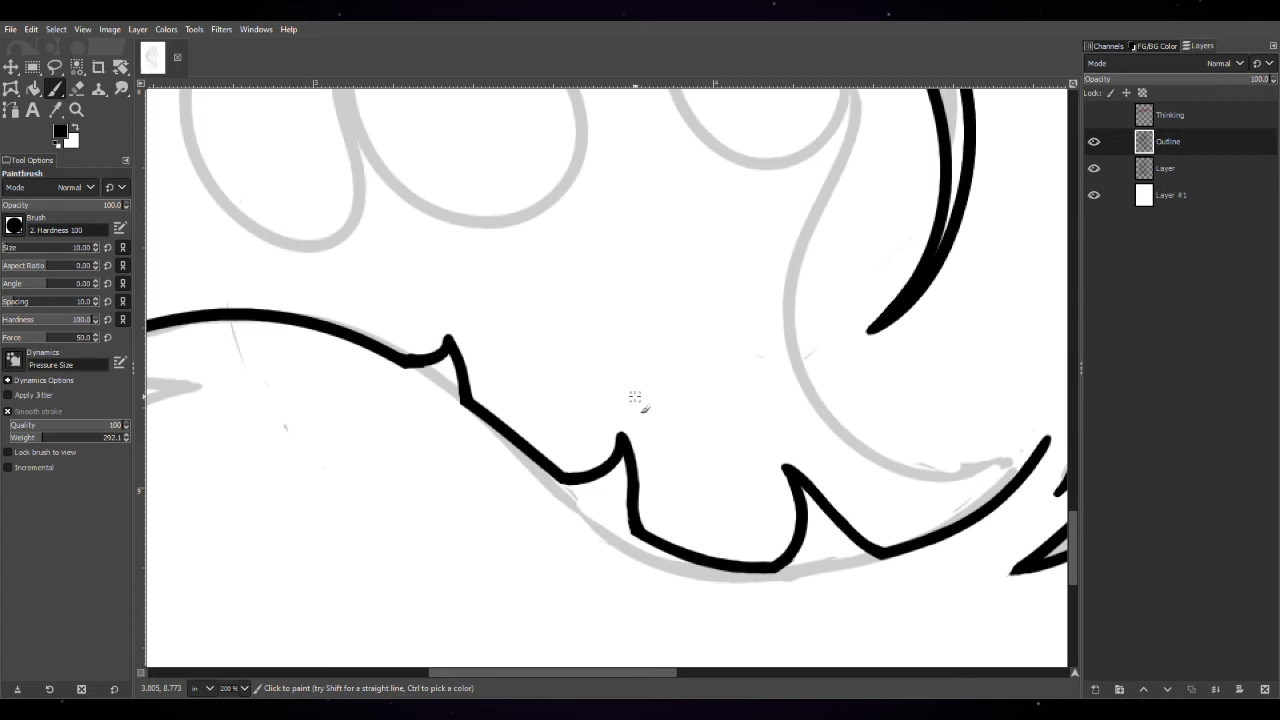 File Edit Select View Image Layer Colors Tools Filters Windows Help
Channels FG/BG Color Layers
Mode Normal
Opacity 100.0
Lock:
Thinking
Outline
Layer
Layer #1
Tool Options
Paintbrush
Mode Normal
Opacity 100.0
Brush
2. Hardness 100
Size 10.00
Aspect Ratio 0.00
Angle 0.00
Spacing 10.0
Hardness 100.0
Force 50.0
Dynamics
Pressure Size
Dynamics Options
Apply Jitter
Smooth stroke
Quality 100
Weight 292.1
Lock brush to view
Incremental
3 4
9
3.805, 8.773 in 200 % Click to paint (try Shift for a straight line, Ctrl to pick a color)